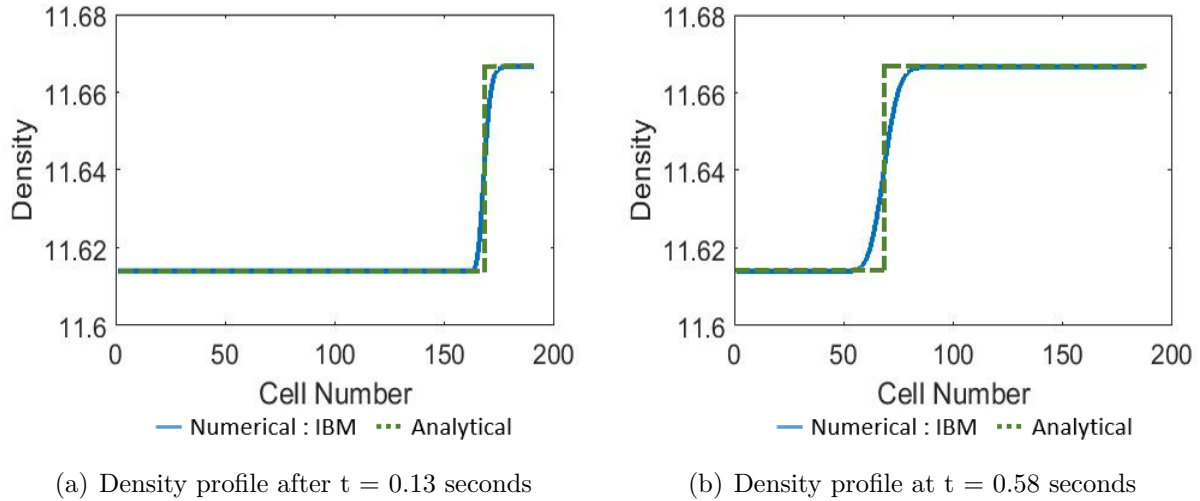 11.68
11.66
11.64
11.62
11.6
Density
0 50 100 150 200
Cell Number
Numerical : IBM Analytical
(a) Density profile after t = 0.13 seconds
11.68
11.66
11.64
11.62
11.6
Density
0 50 100 150 200
Cell Number
Numerical : IBM Analytical
(b) Density profile at t = 0.58 seconds